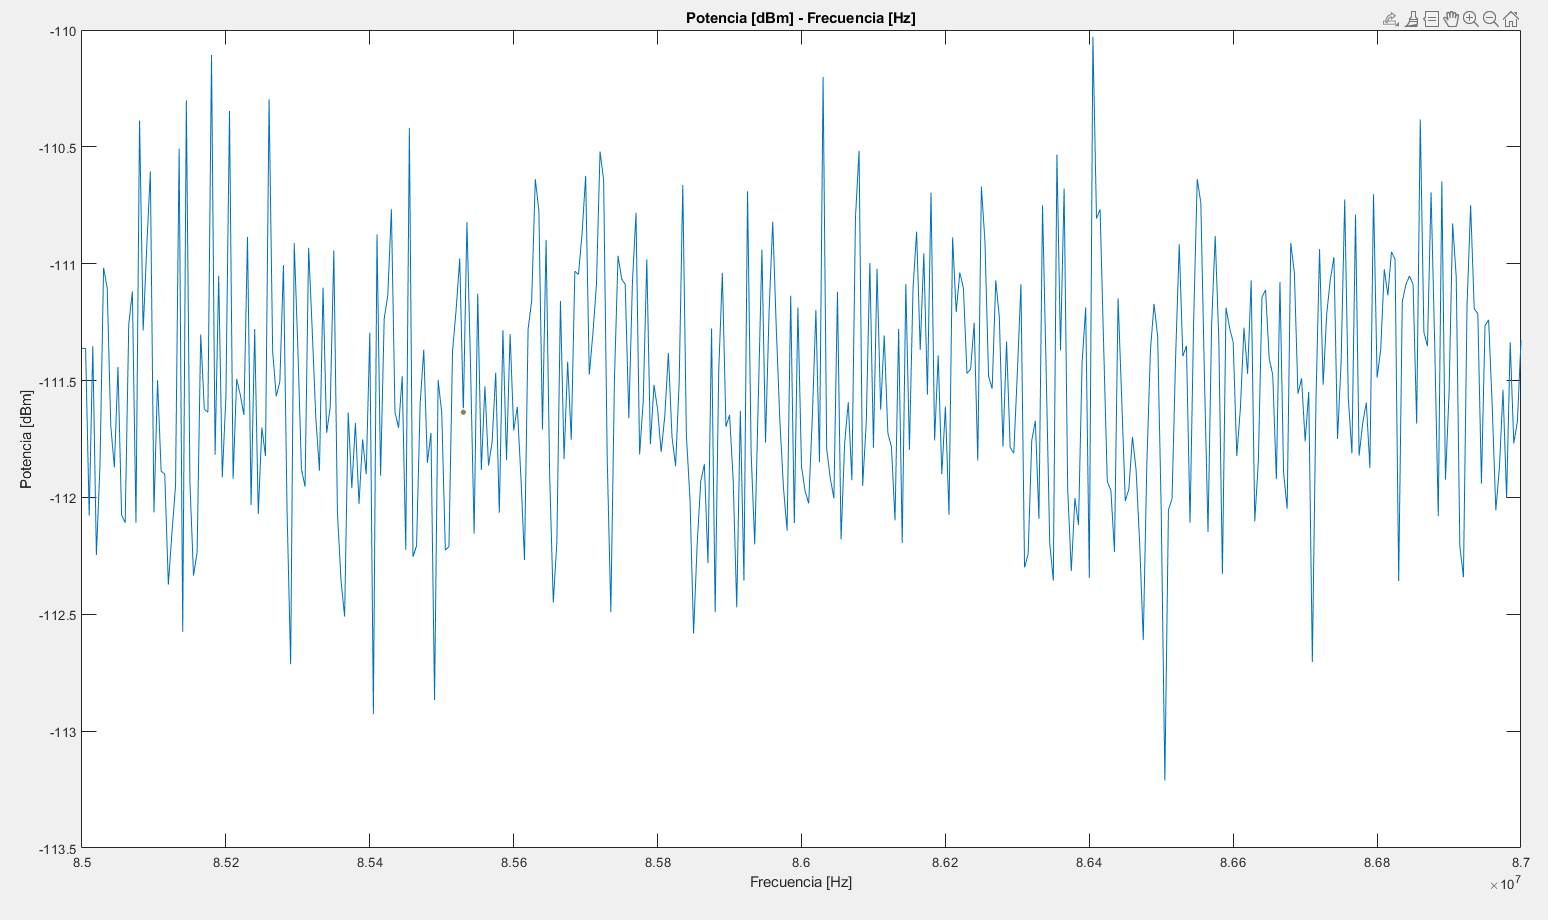 Potencia [dBm] - Frecuencia [Hz]
-110
-110.5
-111
-111.5
-112
-112.5
-113
-113.5
Potencia [dBm]
8.5 8.52 8.54 8.56 8.58 8.6 8.62 8.64 8.66 8.68 8.7
Frecuencia [Hz]
×10⁷